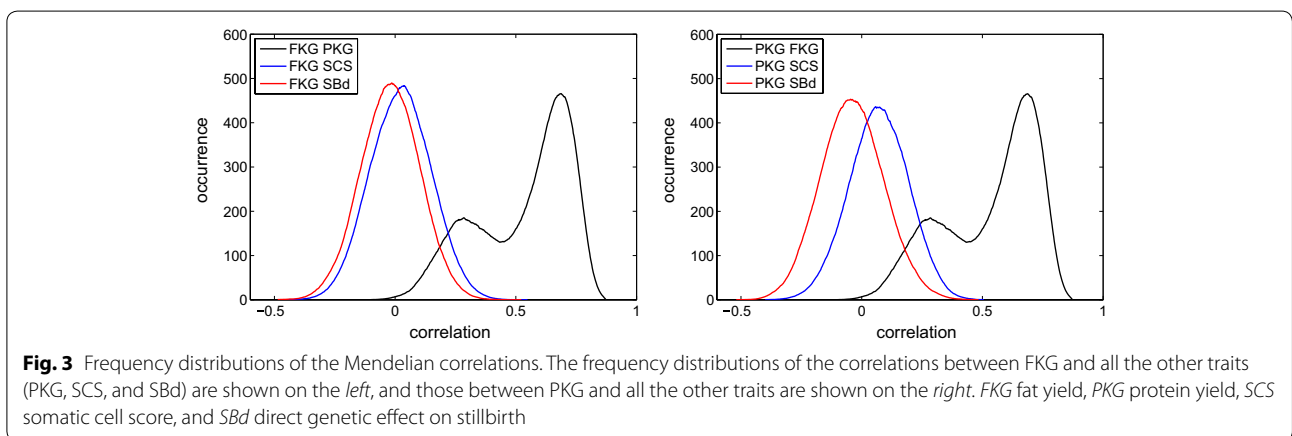 600
500
400
300
200
100
0
−0.5
0
0.5
1
occurrence
correlation
FKG PKG
FKG SCS
FKG SBd
600
500
400
300
200
100
0
−0.5
0
0.5
1
occurrence
correlation
PKG FKG
PKG SCS
PKG SBd
Fig. 3 Frequency distributions of the Mendelian correlations. The frequency distributions of the correlations between FKG and all the other traits
(PKG, SCS, and SBd) are shown on the left, and those between PKG and all the other traits are shown on the right. FKG fat yield, PKG protein yield, SCS
somatic cell score, and SBd direct genetic effect on stillbirth